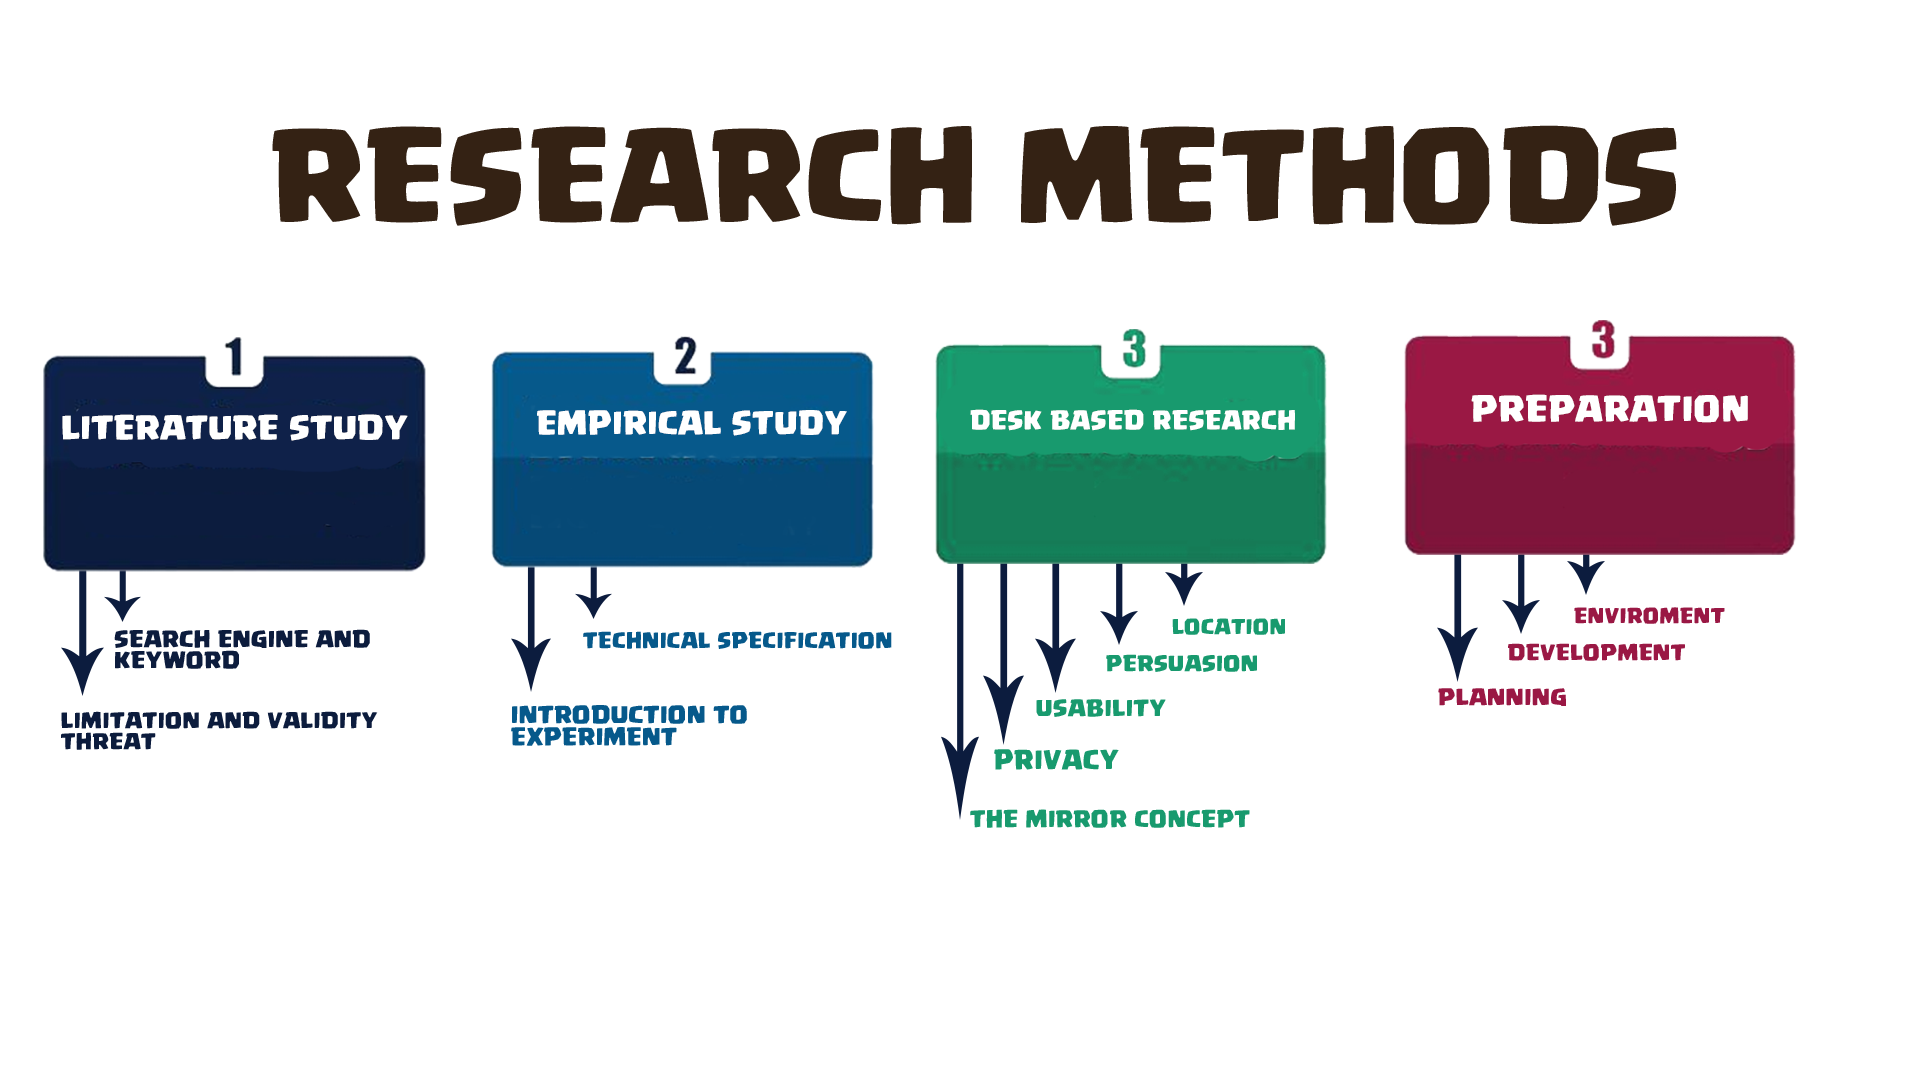 RESEARCH METHODS
1
LITERATURE STUDY
SEARCH ENGINE AND
KEYWORD
LIMITATION AND VALIDITY
THREAT
2
EMPIRICAL STUDY
TECHNICAL SPECIFICATION
INTRODUCTION TO
EXPERIMENT
3
DESK BASED RESEARCH
LOCATION
PERSUASION
USABILITY
PRIVACY
THE MIRROR CONCEPT
3
PREPARATION
ENVIROMENT
DEVELOPMENT
PLANNING